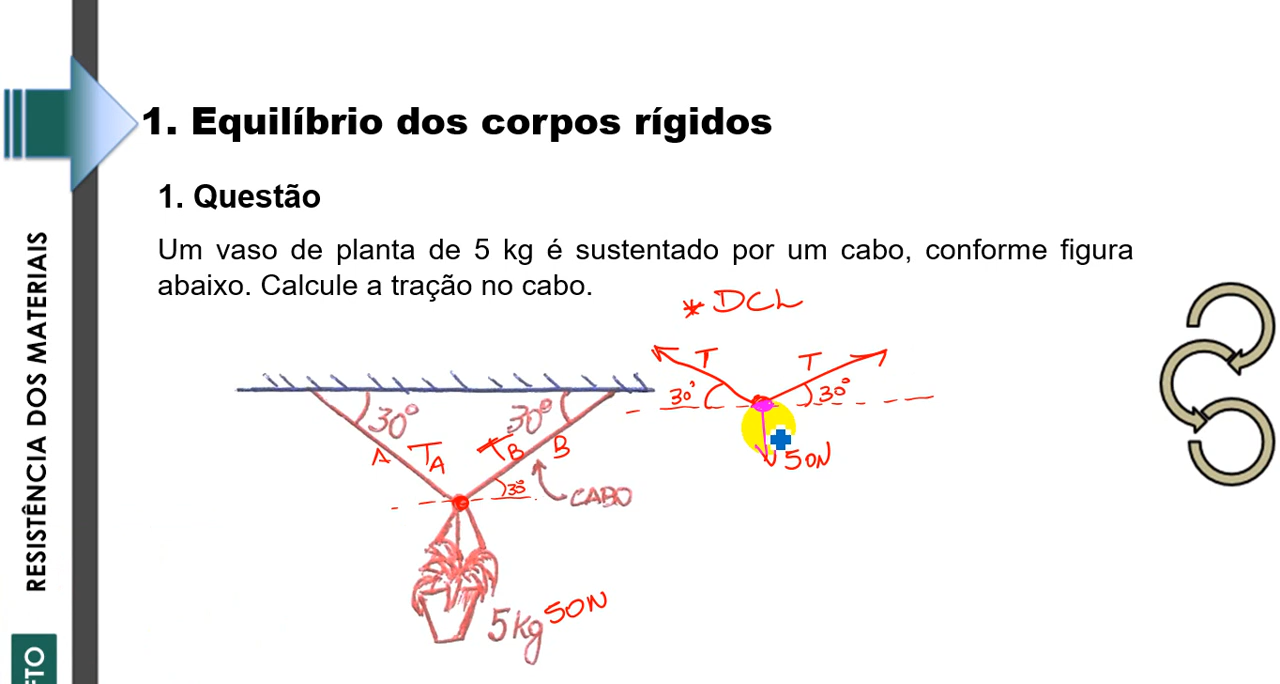 1. Equilíbrio dos corpos rígidos
1. Questão
Um vaso de planta de 5 kg é sustentado por um cabo, conforme figura
abaixo. Calcule a tração no cabo.
* DCL
T T
30° 30°
50N
30° 30°
A TA TB B
30°
CABO
5kg 50N
RESISTÊNCIA DOS MATERIAIS
FTO